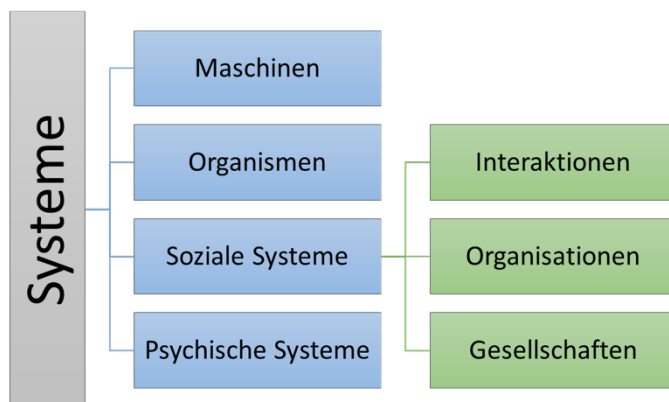 Systeme
Maschinen
Organismen
Soziale Systeme
Psychische Systeme
Interaktionen
Organisationen
Gesellschaften